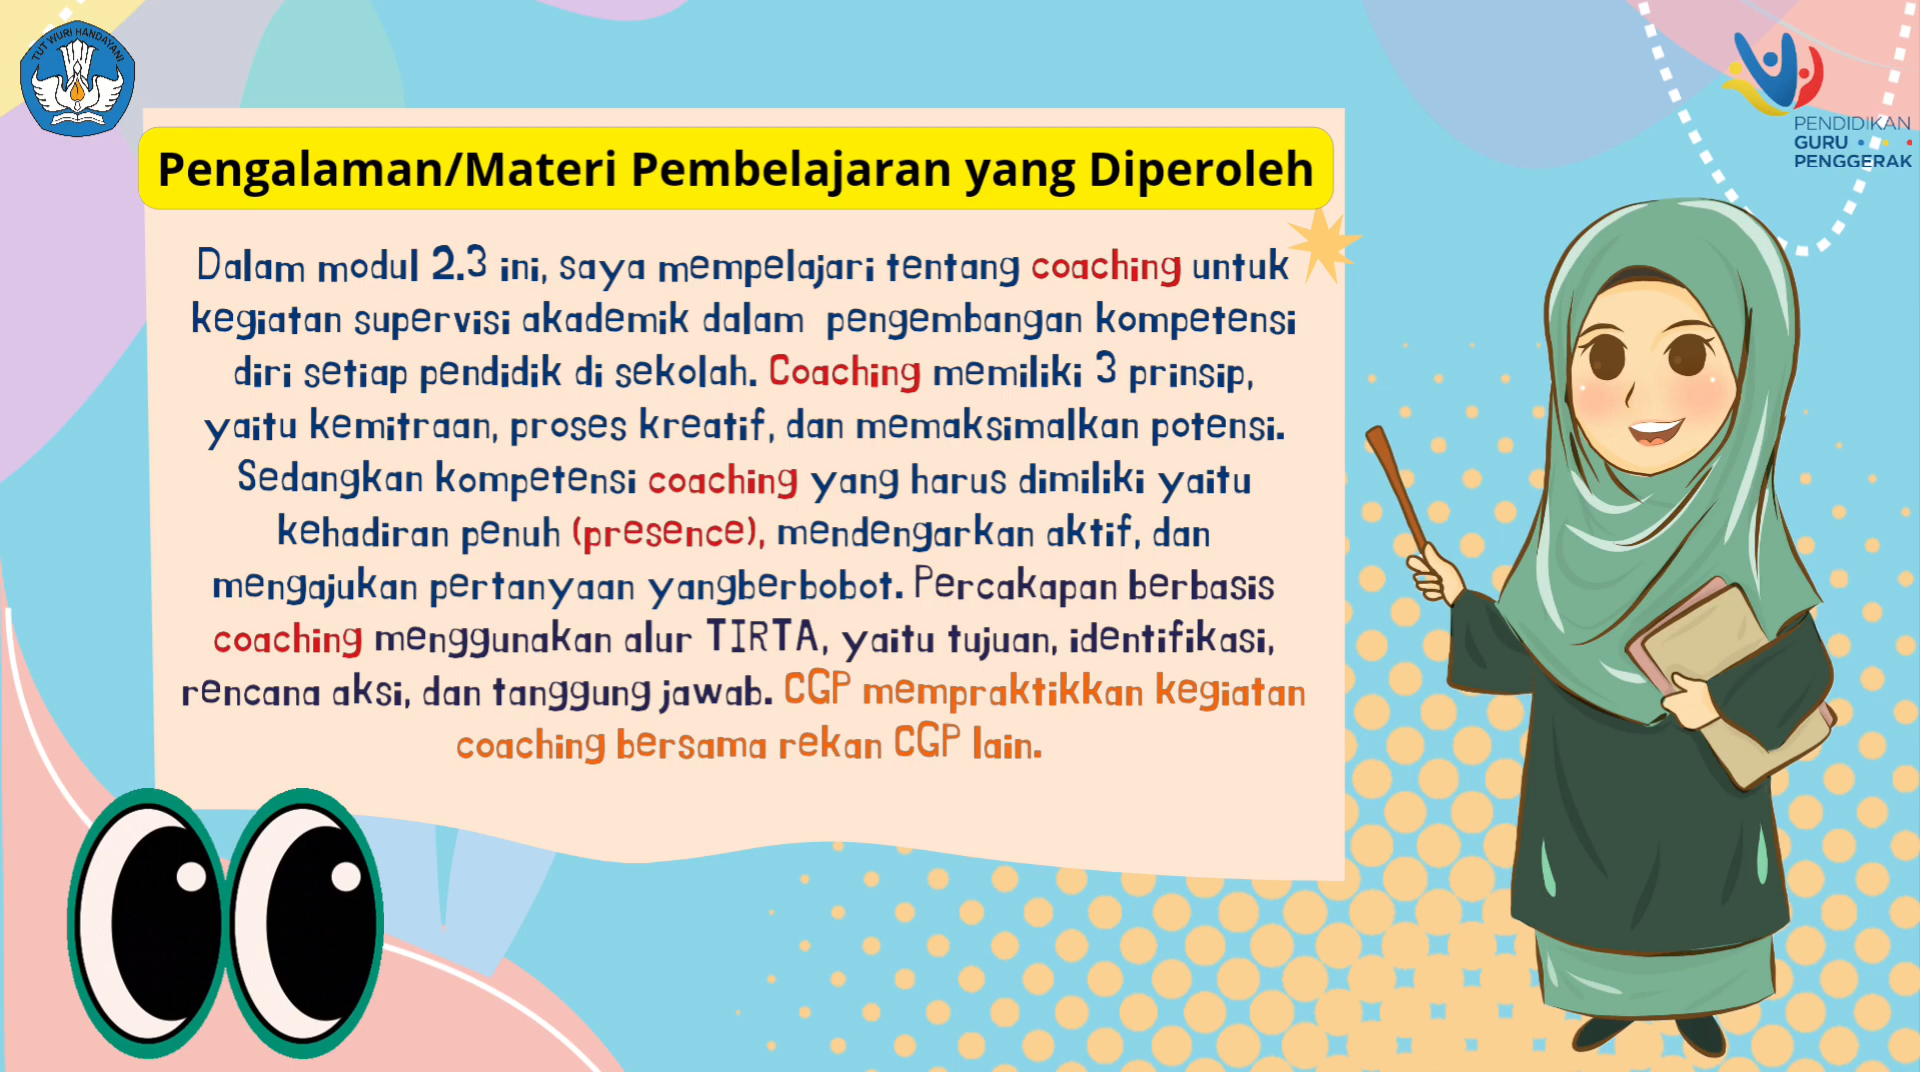 TUT WURI HANDAYANI
PENDIDIKAN
GURU
PENGGERAK
Pengalaman/Materi Pembelajaran yang Diperoleh
Dalam modul 2.3 ini, saya mempelajari tentang coaching untuk
kegiatan supervisi akademik dalam pengembangan kompetensi
diri setiap pendidik di sekolah. Coaching memiliki 3 prinsip,
yaitu kemitraan, proses kreatif, dan memaksimalkan potensi.
Sedangkan kompetensi coaching yang harus dimiliki yaitu
kehadiran penuh (presence), mendengarkan aktif, dan
mengajukan pertanyaan yangberbobot. Percakapan berbasis
coaching menggunakan alur TIRTA, yaitu tujuan, identifikasi,
rencana aksi, dan tanggung jawab. CGP mempraktikkan kegiatan
coaching bersama rekan CGP lain.